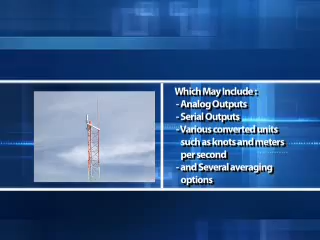 Which May Include :
- Analog Outputs
- Serial Outputs
- Various converted units
such as knots and meters
per second
- and Several averaging
options